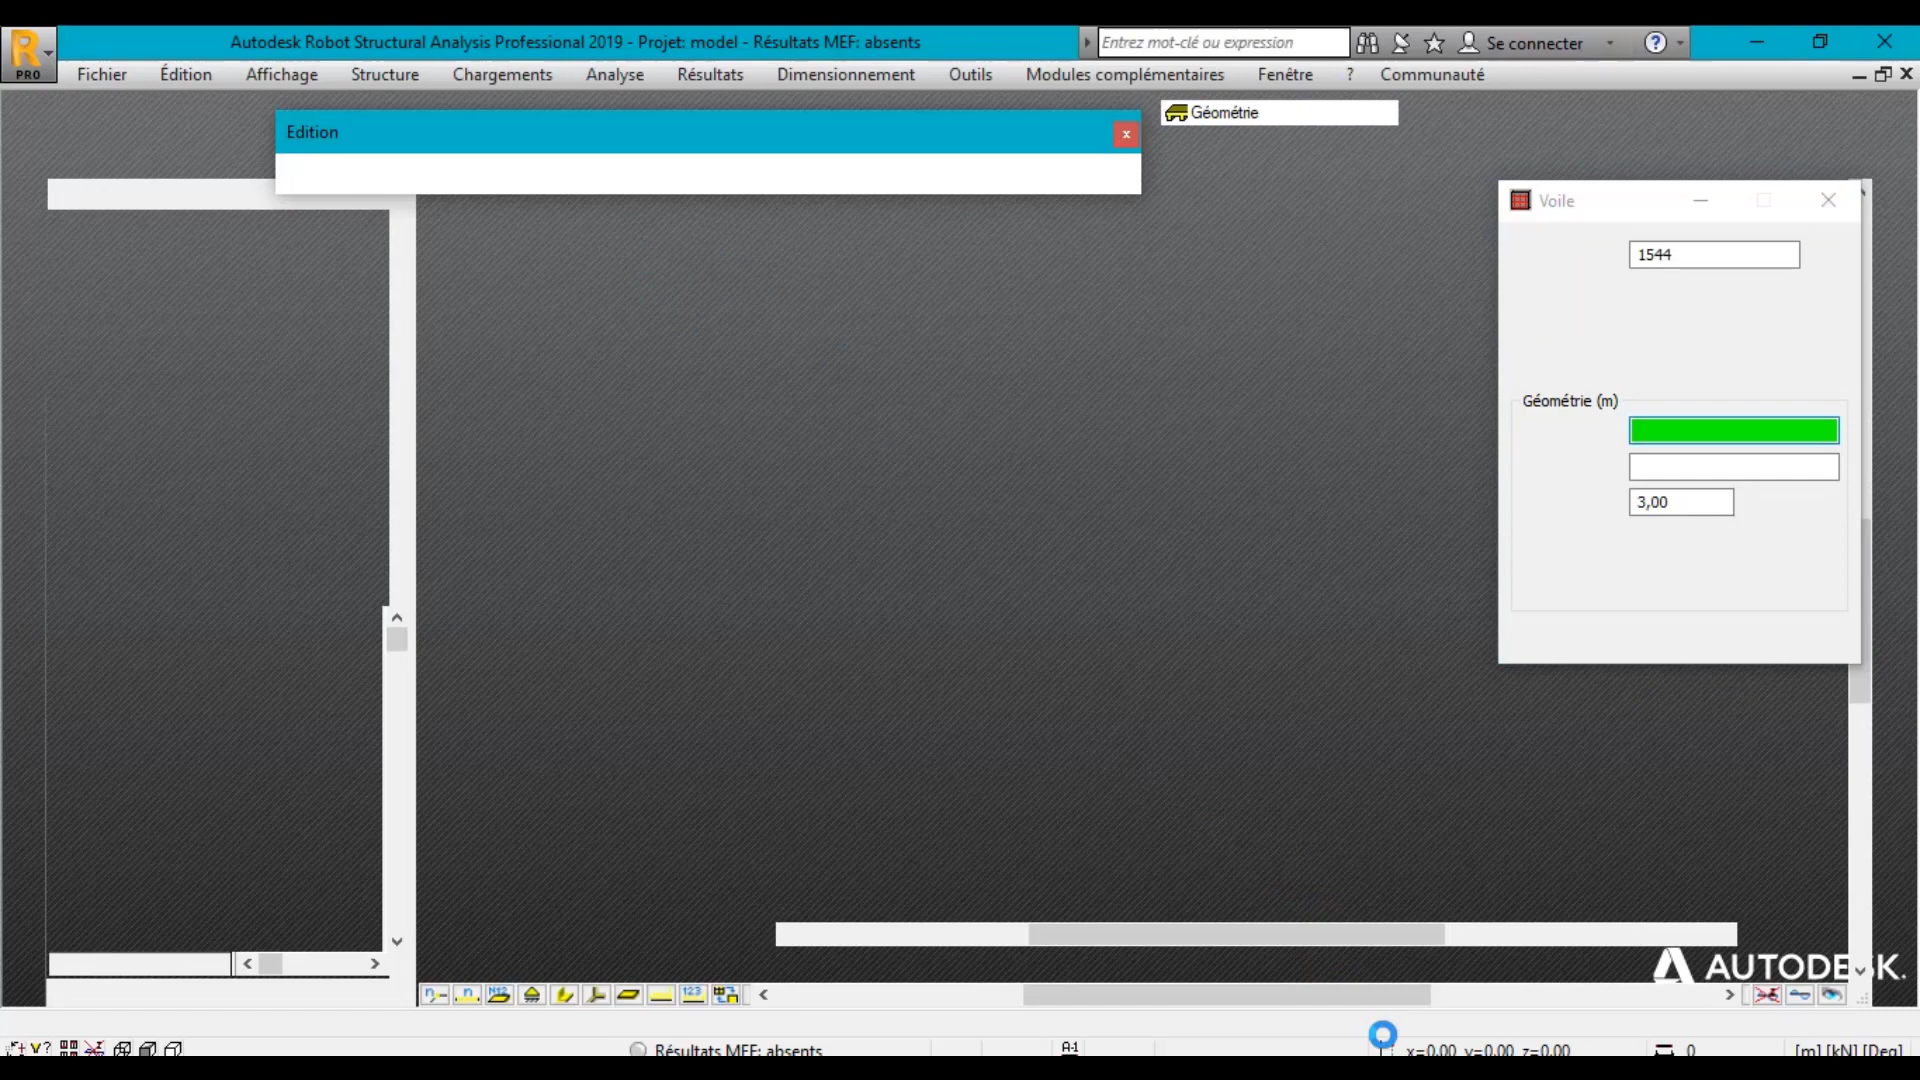 Autodesk Robot Structural Analysis Professional 2019 - Projet: model - Résultats MEF: absents
Entrez mot-clé ou expression
Se connecter
?
PRO
Fichier Édition Affichage Structure Chargements Analyse Résultats Dimensionnement Outils Modules complémentaires Fenêtre ? Communauté
Géométrie
Edition
x
Voile
1544
Géométrie (m)
3,00
AUTODESK.
Résultats MEF: absents
x=0,00 y=0,00 z=0,00
0
[m] [kN] [Deg]